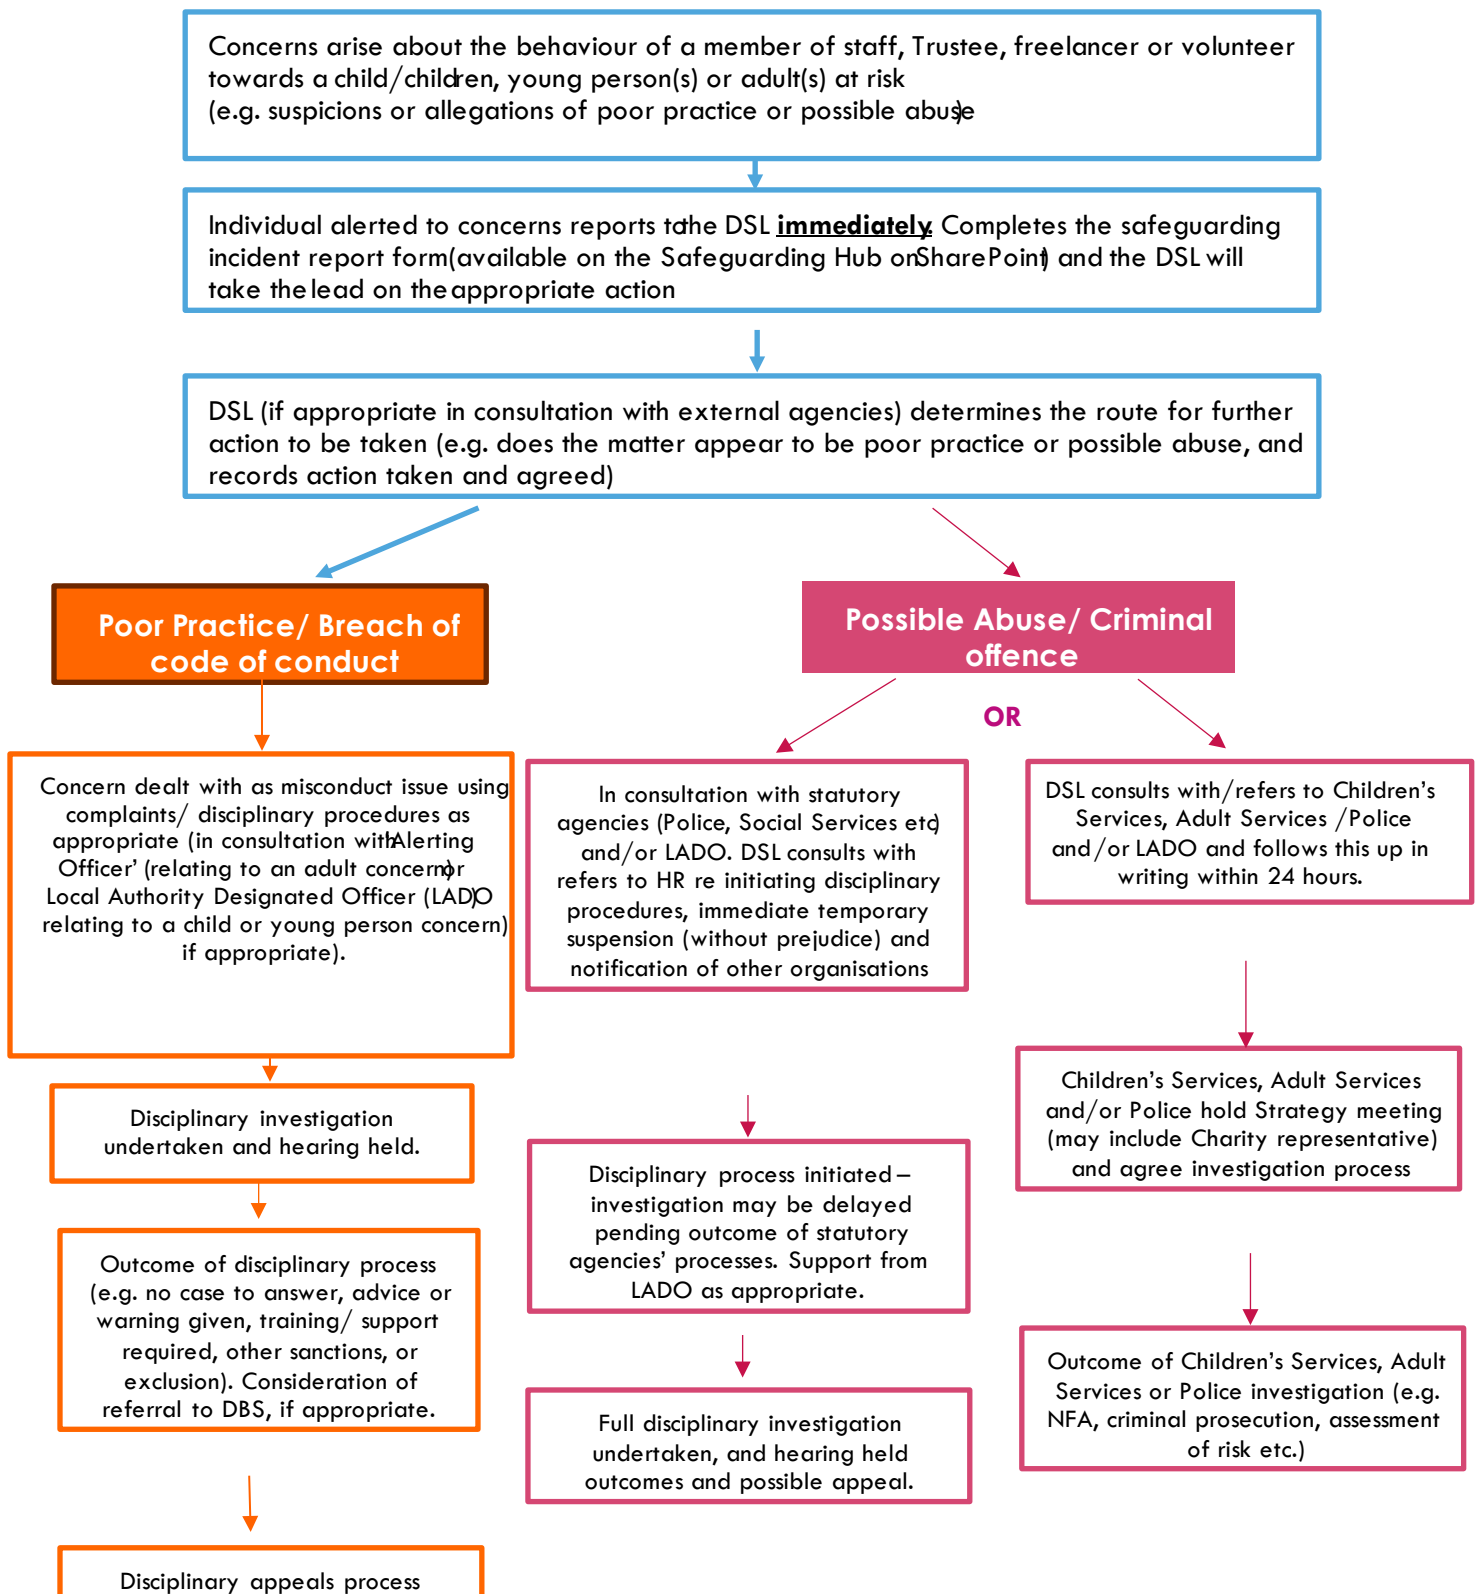 Concerns arise about the behaviour of a member of staff, Trustee, freelancer or volunteer
towards a child/children, young person(s) or adult(s) at risk
(e.g. suspicions or allegations of poor practice or possible abuse)
Individual alerted to concerns reports to the DSL immediately. Completes the safeguarding
incident report form (available on the Safeguarding Hub on SharePoint) and the DSL will
take the lead on the appropriate action
DSL (if appropriate in consultation with external agencies) determines the route for further
action to be taken (e.g. does the matter appear to be poor practice or possible abuse, and
records action taken and agreed)
Poor Practice/ Breach of
code of conduct
Concern dealt with as misconduct issue using
complaints/ disciplinary procedures as
appropriate (in consultation with Alerting
Officer' (relating to an adult concern) or
Local Authority Designated Officer (LADO)
relating to a child or young person concern)
if appropriate).
Disciplinary investigation
undertaken and hearing held.
Outcome of disciplinary process
(e.g. no case to answer, advice or
warning given, training/ support
required, other sanctions, or
exclusion). Consideration of
referral to DBS, if appropriate.
Disciplinary appeals process
Possible Abuse/ Criminal
offence
OR
In consultation with statutory
agencies (Police, Social Services etc)
and/or LADO. DSL consults with
refers to HR re initiating disciplinary
procedures, immediate temporary
suspension (without prejudice) and
notification of other organisations
Disciplinary process initiated –
investigation may be delayed
pending outcome of statutory
agencies' processes. Support from
LADO as appropriate.
Full disciplinary investigation
undertaken, and hearing held
outcomes and possible appeal.
DSL consults with/refers to Children's
Services, Adult Services /Police
and/or LADO and follows this up in
writing within 24 hours.
Children's Services, Adult Services
and/or Police hold Strategy meeting
(may include Charity representative)
and agree investigation process
Outcome of Children's Services, Adult
Services or Police investigation (e.g.
NFA, criminal prosecution, assessment
of risk etc.)